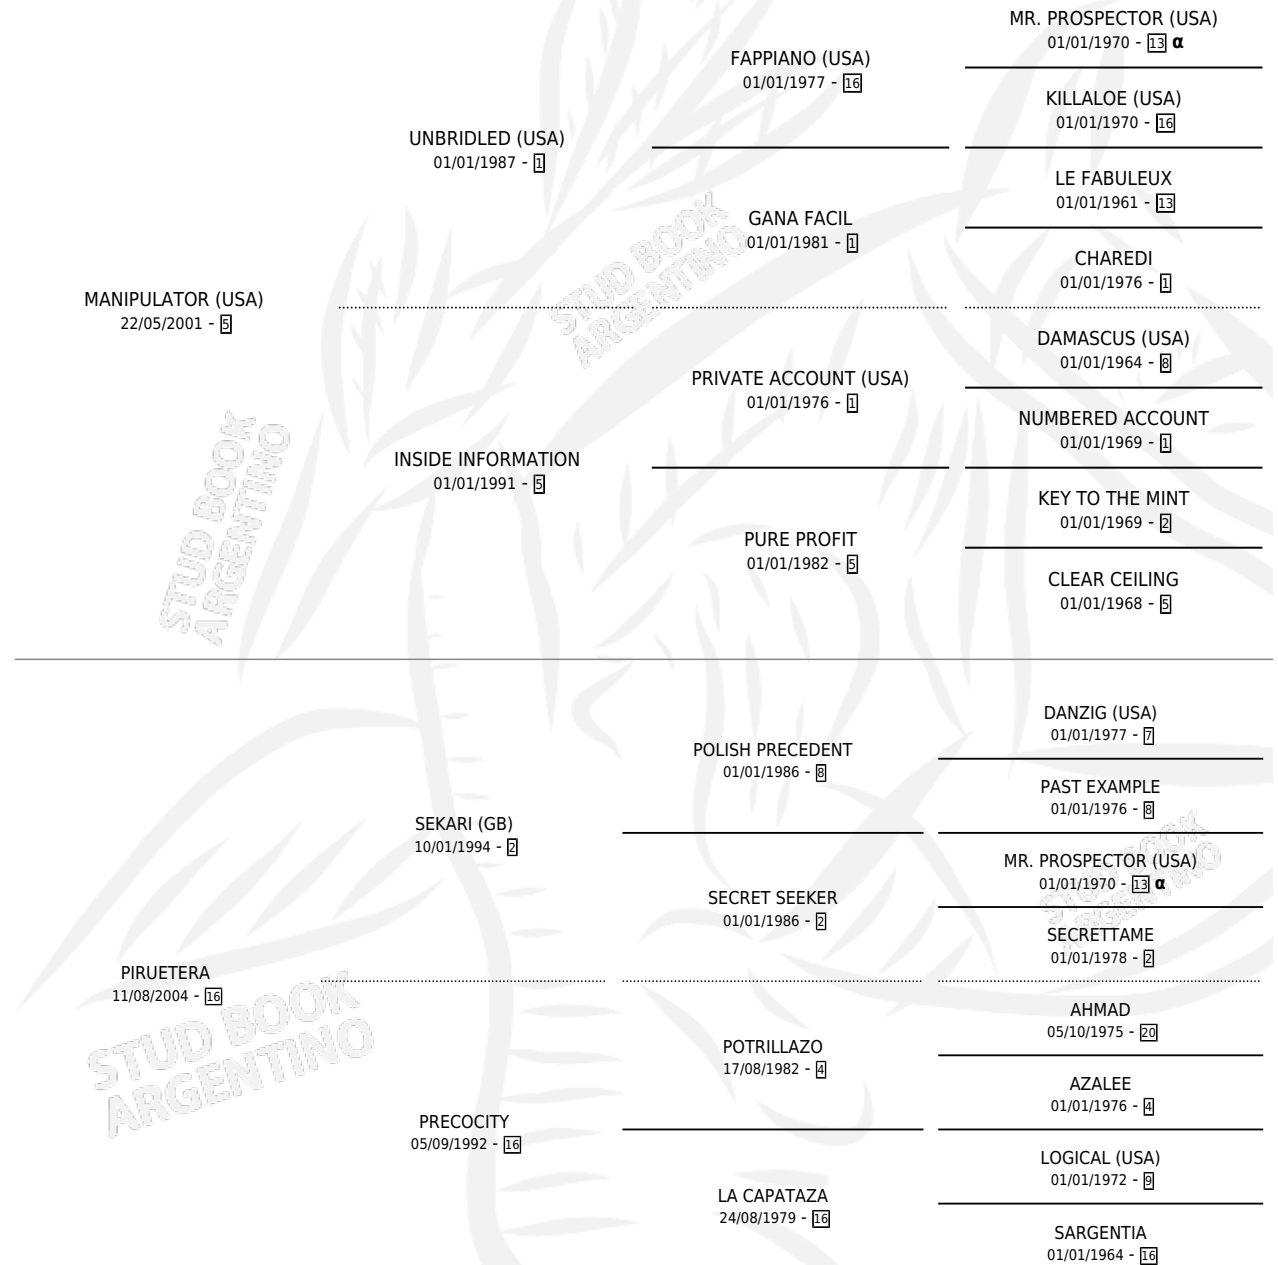 MR. PROSPECTOR (USA)
01/01/1970 - 13 α
FAPPIANO (USA)
01/01/1977 - 16
KILLALOE (USA)
01/01/1970 - 16
UNBRIDLED (USA)
01/01/1987 - 1
LE FABULEUX
01/01/1961 - 13
GANA FACIL
01/01/1981 - 1
CHAREDI
01/01/1976 - 1
MANIPULATOR (USA)
22/05/2001 - 5
DAMASCUS (USA)
01/01/1964 - 8
PRIVATE ACCOUNT (USA)
01/01/1976 - 1
NUMBERED ACCOUNT
01/01/1969 - 1
INSIDE INFORMATION
01/01/1991 - 5
KEY TO THE MINT
01/01/1969 - 2
PURE PROFIT
01/01/1982 - 5
CLEAR CEILING
01/01/1968 - 5
DANZIG (USA)
01/01/1977 - 7
POLISH PRECEDENT
01/01/1986 - 8
PAST EXAMPLE
01/01/1976 - 8
SEKARI (GB)
10/01/1994 - 2
MR. PROSPECTOR (USA)
01/01/1970 - 13 α
SECRET SEEKER
01/01/1986 - 2
SECRETTAME
01/01/1978 - 2
PIRUETERA
11/08/2004 - 16
AHMAD
05/10/1975 - 20
POTRILLAZO
17/08/1982 - 4
AZALEE
01/01/1976 - 4
PRECOCITY
05/09/1992 - 16
LOGICAL (USA)
01/01/1972 - 9
LA CAPATAZA
24/08/1979 - 16
SARGENTIA
01/01/1964 - 16
STUD BOOK
ARGENTINO
STUD BOOK
ARGENTINO
STUD BOOK
ARGENTINO
STUD BOOK
ARGENTINO